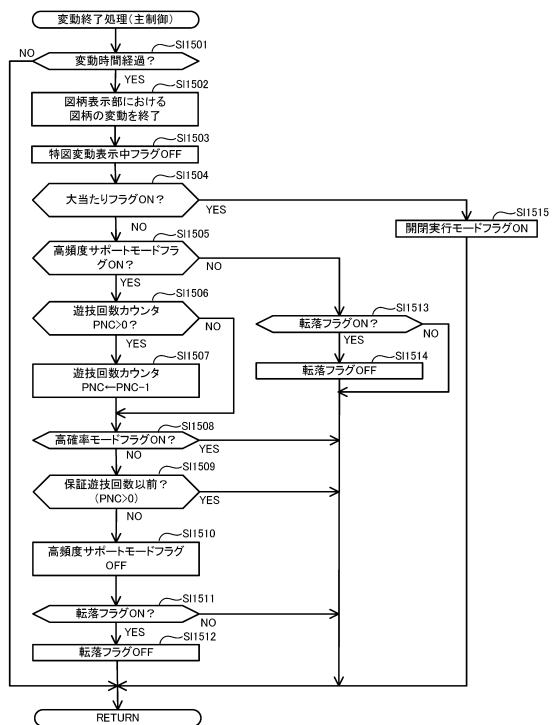 変動終了処理(主制御)
SI1501
NO
変動時間経過？
YES
SI1502
図柄表示部における
図柄の変動を終了
SI1503
特図変動表示中フラグOFF
SI1504
大当たりフラグON？
YES
NO
SI1515
開閉実行モードフラグON
SI1505
高頻度サポートモードフラ
グON？
NO
YES
SI1506
遊技回数カウンタ
PNC>0？
NO
YES
SI1513
転落フラグON？
NO
YES
SI1507
遊技回数カウンタ
PNC←PNC-1
SI1514
転落フラグOFF
SI1508
高確率モードフラグON？
YES
NO
SI1509
保証遊技回数以前？
(PNC>0)
YES
NO
SI1510
高頻度サポートモードフラグ
OFF
SI1511
転落フラグON？
NO
YES
SI1512
転落フラグOFF
RETURN